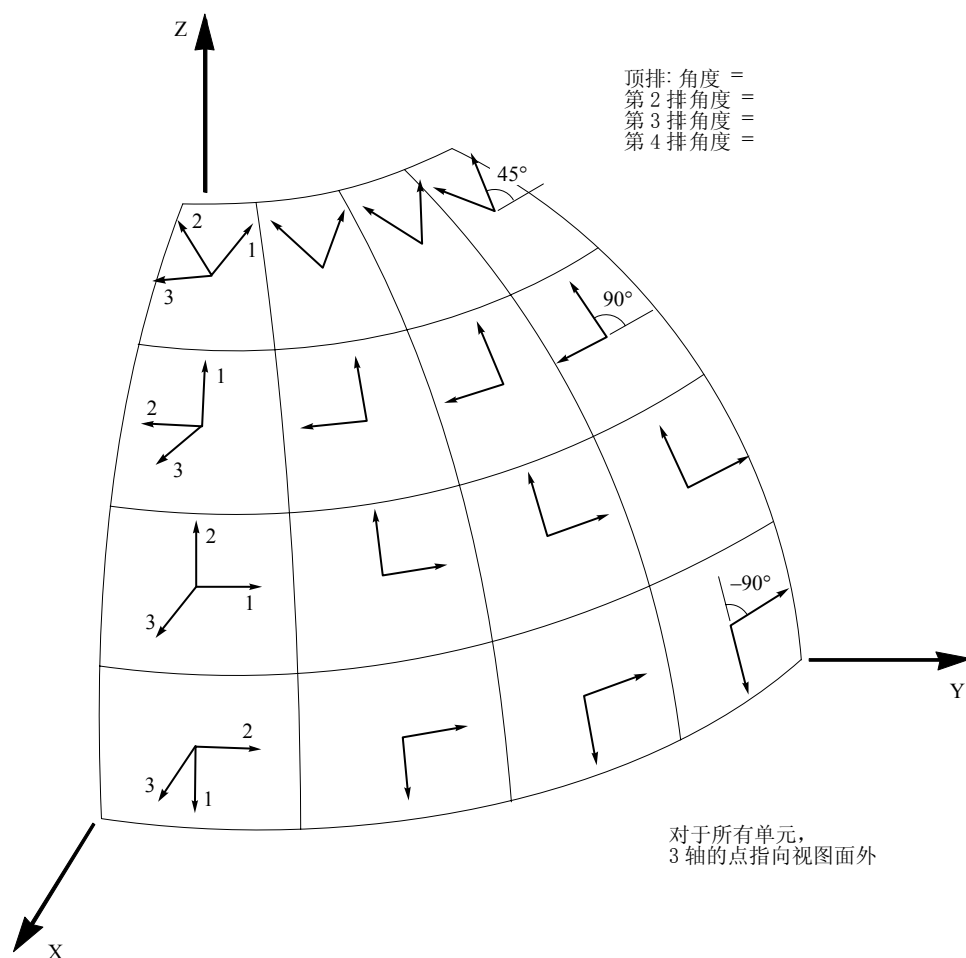 Z
顶排: 角度 =
第 2 排角度 =
第 3 排角度 =
第 4 排角度 =
45°
2
1
3
90°
1
2
3
2
1
3
−90°
Y
2
3
1
对于所有单元,
3 轴的点指向视图面外
X